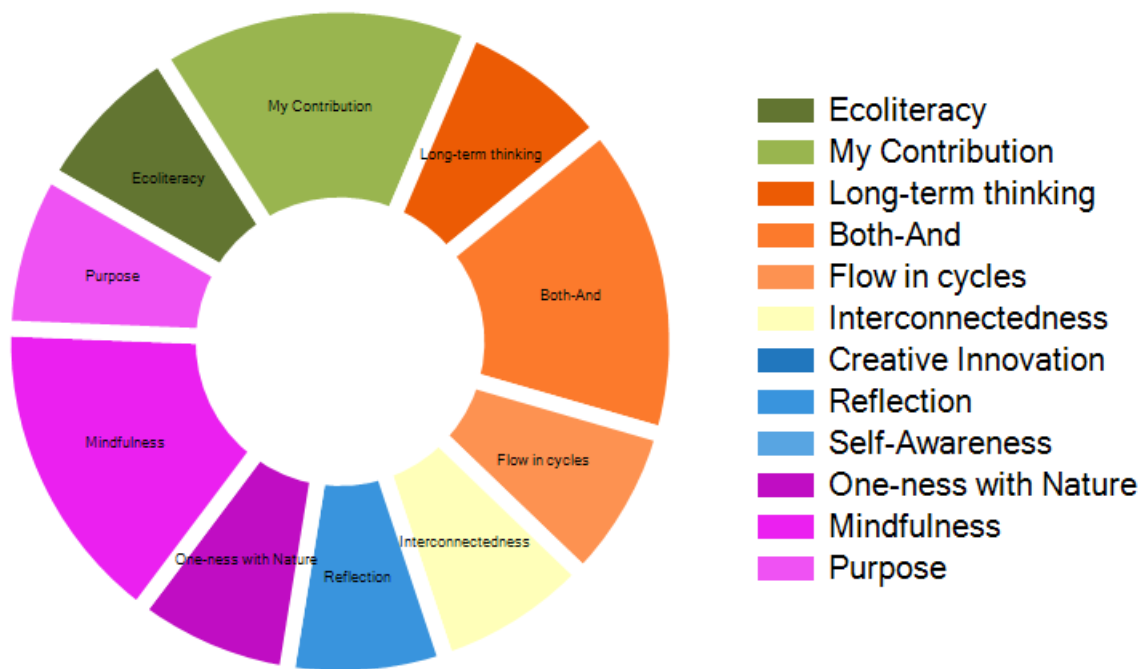 My Contribution
Long-term thinking
Ecoliteracy
Purpose
Both-And
Mindfulness
Flow in cycles
Interconnectedness
One-ness with Nature
Reflection
Ecoliteracy
My Contribution
Long-term thinking
Both-And
Flow in cycles
Interconnectedness
Creative Innovation
Reflection
Self-Awareness
One-ness with Nature
Mindfulness
Purpose